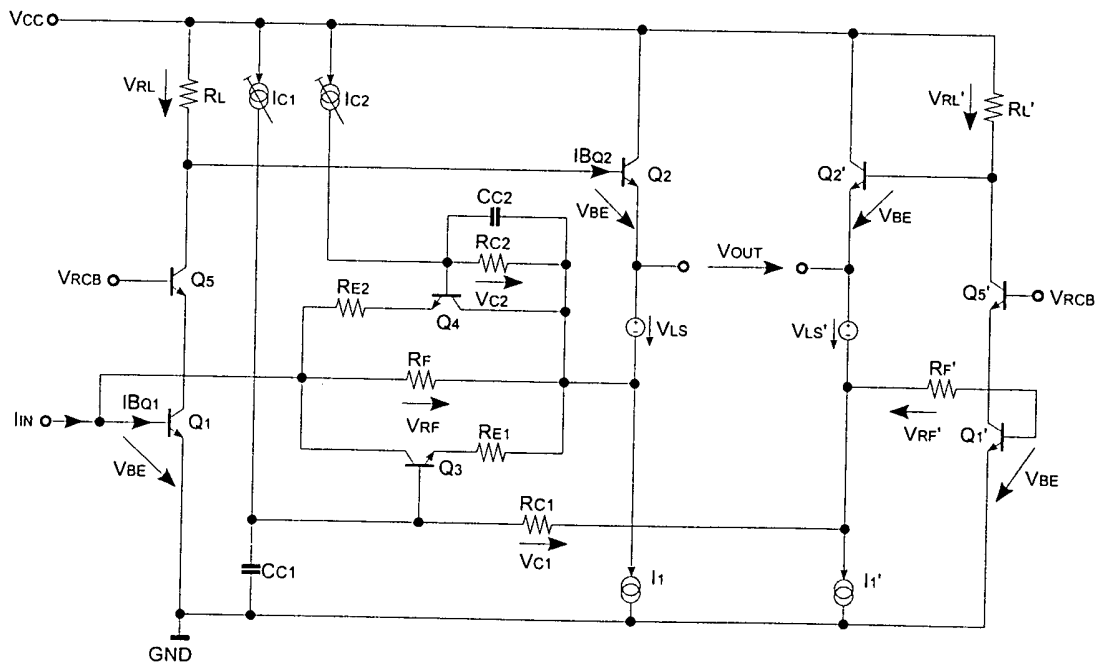 VCC
VRL
RL
IC1
IC2
VRL'
RL'
IBQ2
Q2
Q2'
VBE
VBE
CC2
RC2
VC2
VOUT
VRCB
Q5
RE2
Q4
Q5'
VRCB
VLS
VLS'
RF
VRF
RF'
VRF'
IIN
IBQ1
Q1
VBE
RE1
Q3
Q1'
VBE
RC1
VC1
CC1
I1
I1'
GND